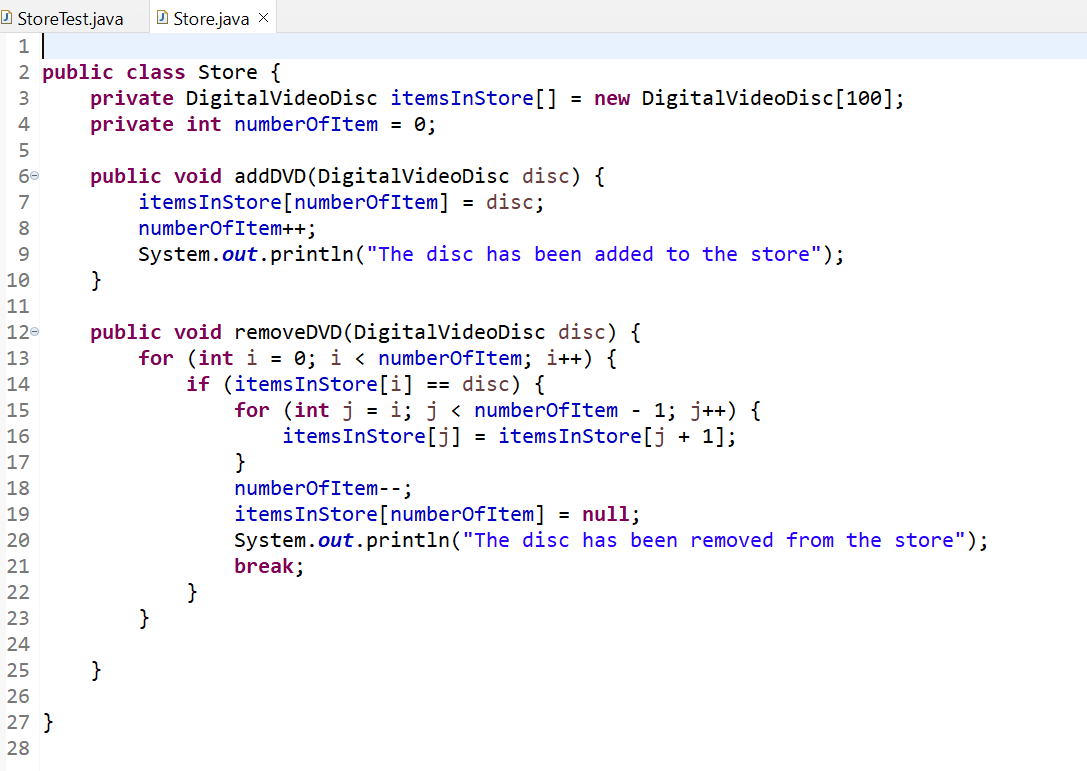 StoreTest.java Store.java ×
1
2 public class Store {
3     private DigitalVideoDisc itemsInStore[] = new DigitalVideoDisc[100];
4     private int numberOfItem = 0;
5
6     public void addDVD(DigitalVideoDisc disc) {
7         itemsInStore[numberOfItem] = disc;
8         numberOfItem++;
9         System.out.println("The disc has been added to the store");
10     }
11
12     public void removeDVD(DigitalVideoDisc disc) {
13         for (int i = 0; i < numberOfItem; i++) {
14             if (itemsInStore[i] == disc) {
15                 for (int j = i; j < numberOfItem - 1; j++) {
16                     itemsInStore[j] = itemsInStore[j + 1];
17                 }
18                 numberOfItem--;
19                 itemsInStore[numberOfItem] = null;
20                 System.out.println("The disc has been removed from the store");
21                 break;
22             }
23         }
24
25     }
26
27 }
28